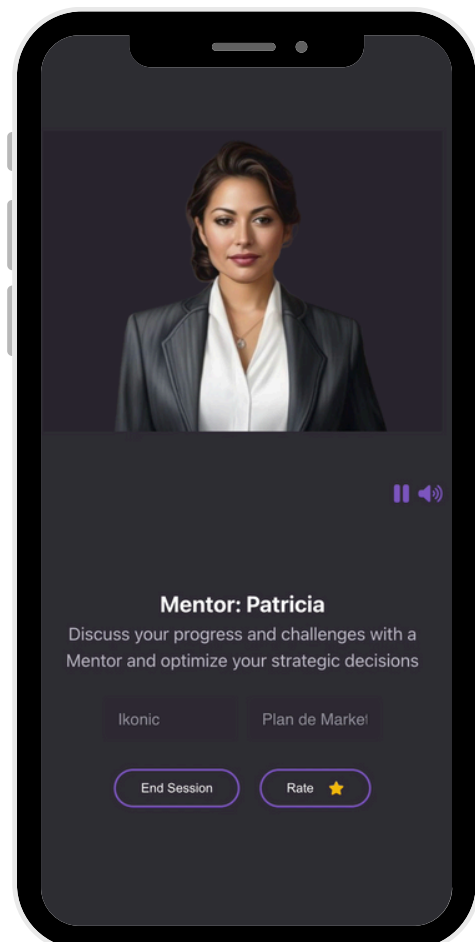 Mentor: Patricia
Discuss your progress and challenges with a
Mentor and optimize your strategic decisions
Ikonic Plan de Market
End Session Rate